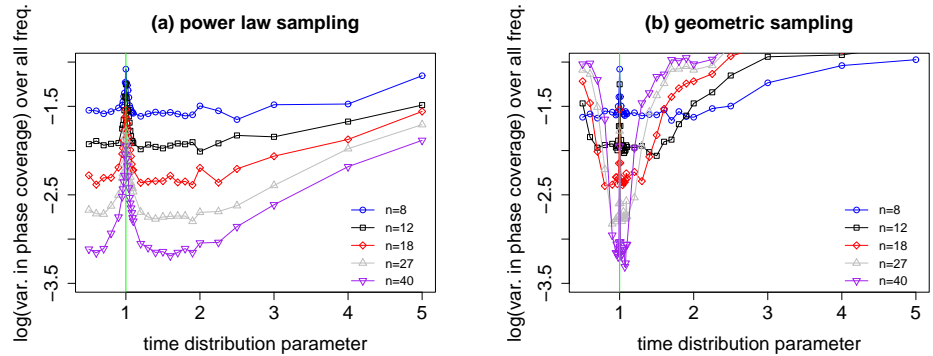 (a) power law sampling
log(var. in phase coverage) over all freq.
−1.5
−2.5
−3.5
n=8
n=12
n=18
n=27
n=40
1 2 3 4 5
time distribution parameter
(b) geometric sampling
log(var. in phase coverage) over all freq.
−1.5
−2.5
−3.5
n=8
n=12
n=18
n=27
n=40
1 2 3 4 5
time distribution parameter